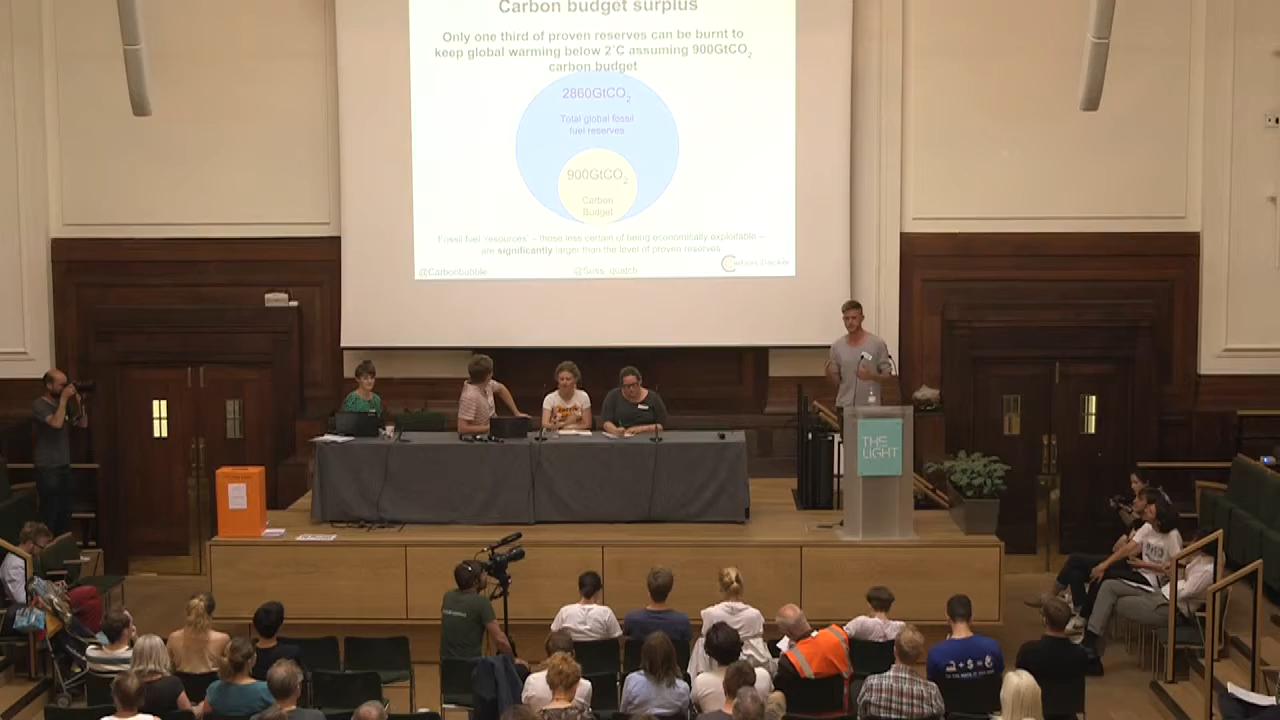 Carbon budget surplus
Only one third of proven reserves can be burnt to
keep global warming below 2°C assuming 900GtCO2
carbon budget
2860GtCO2
Total global fossil
fuel reserves
900GtCO2
Carbon
Budget
'Fossil fuel 'resources' – those less certain of being economically exploitable –
are significantly larger than the level of proven reserves
@Carbonbubble
Carbon Tracker
THE
LIGHT